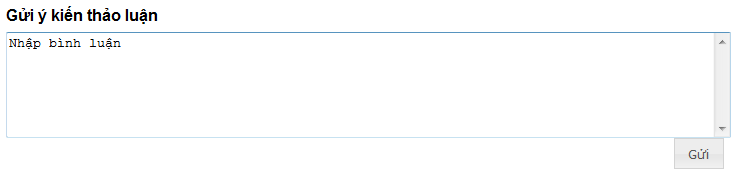 Gửi ý kiến thảo luận
Nhập bình luận
Gửi